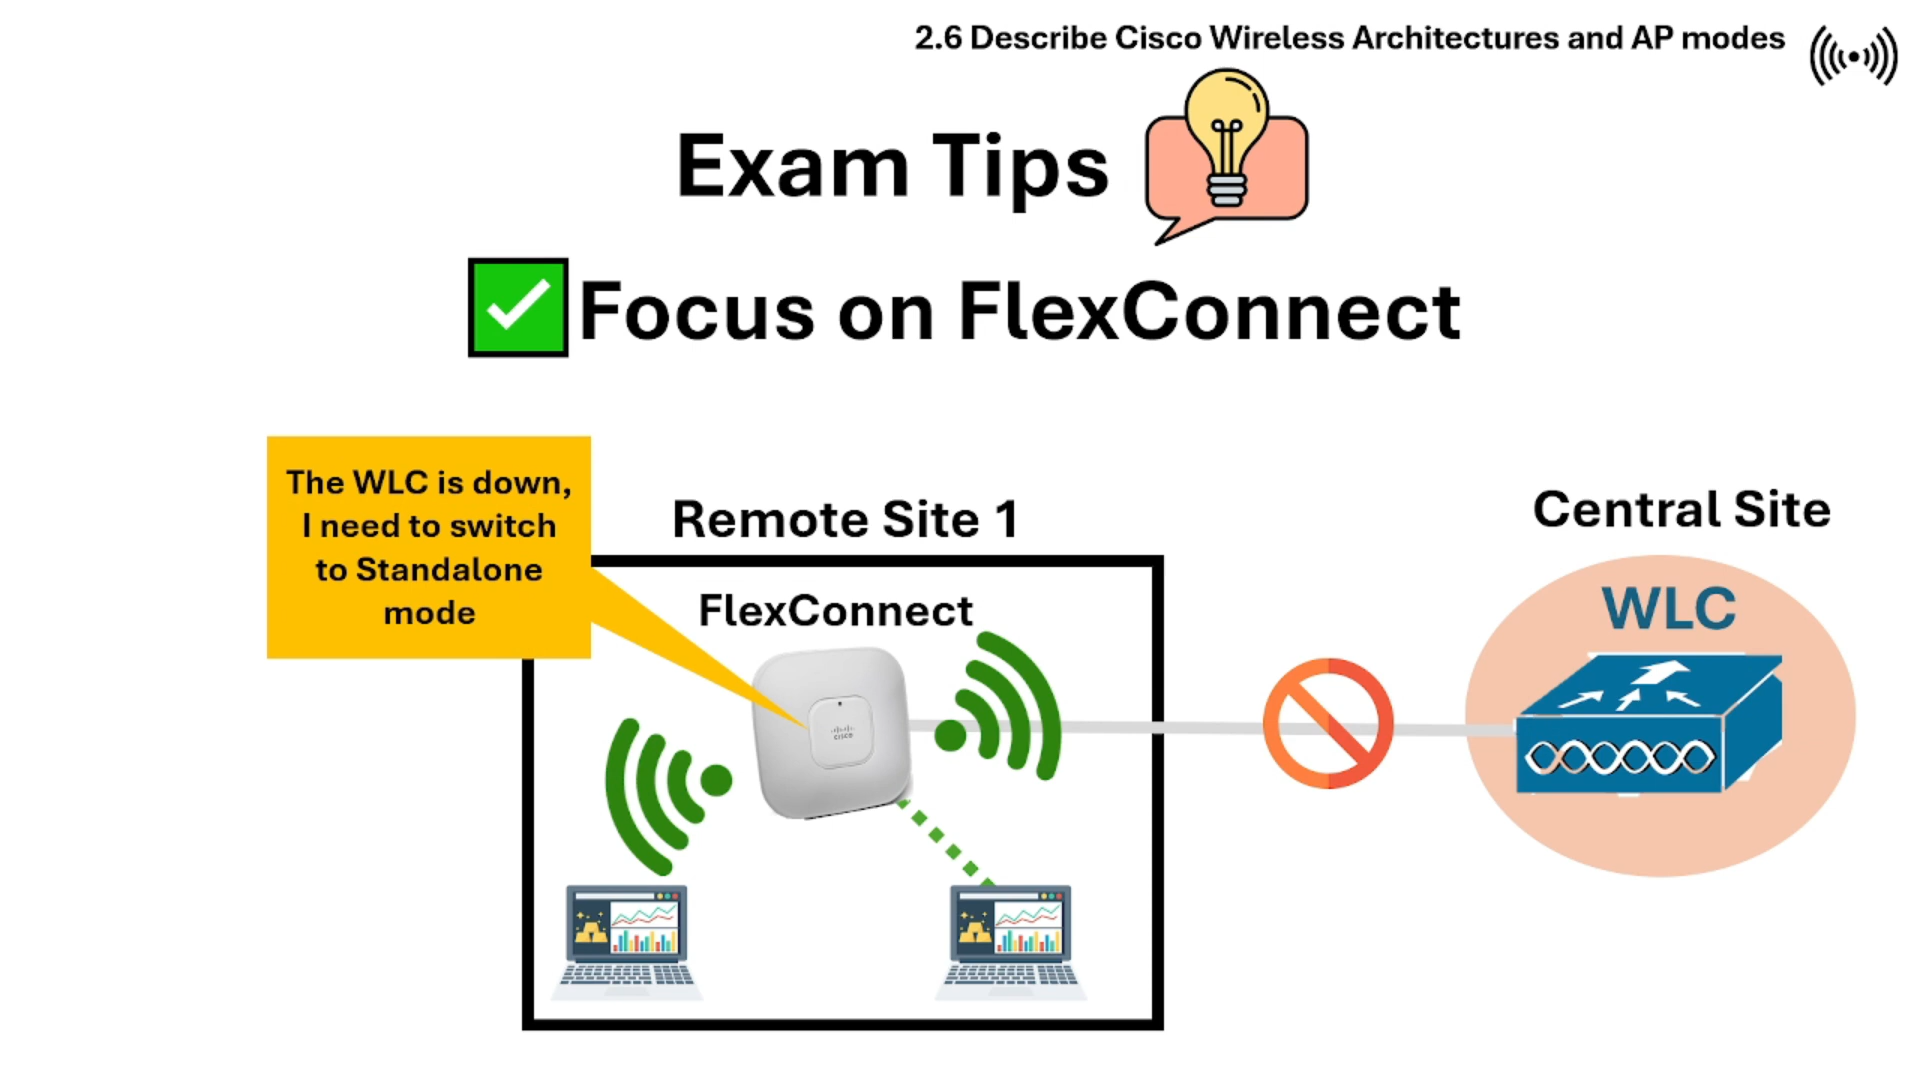 2.6 Describe Cisco Wireless Architectures and AP modes
Exam Tips
Focus on FlexConnect
The WLC is down,
I need to switch
to Standalone
mode
Remote Site 1
FlexConnect
CISCO
Central Site
WLC